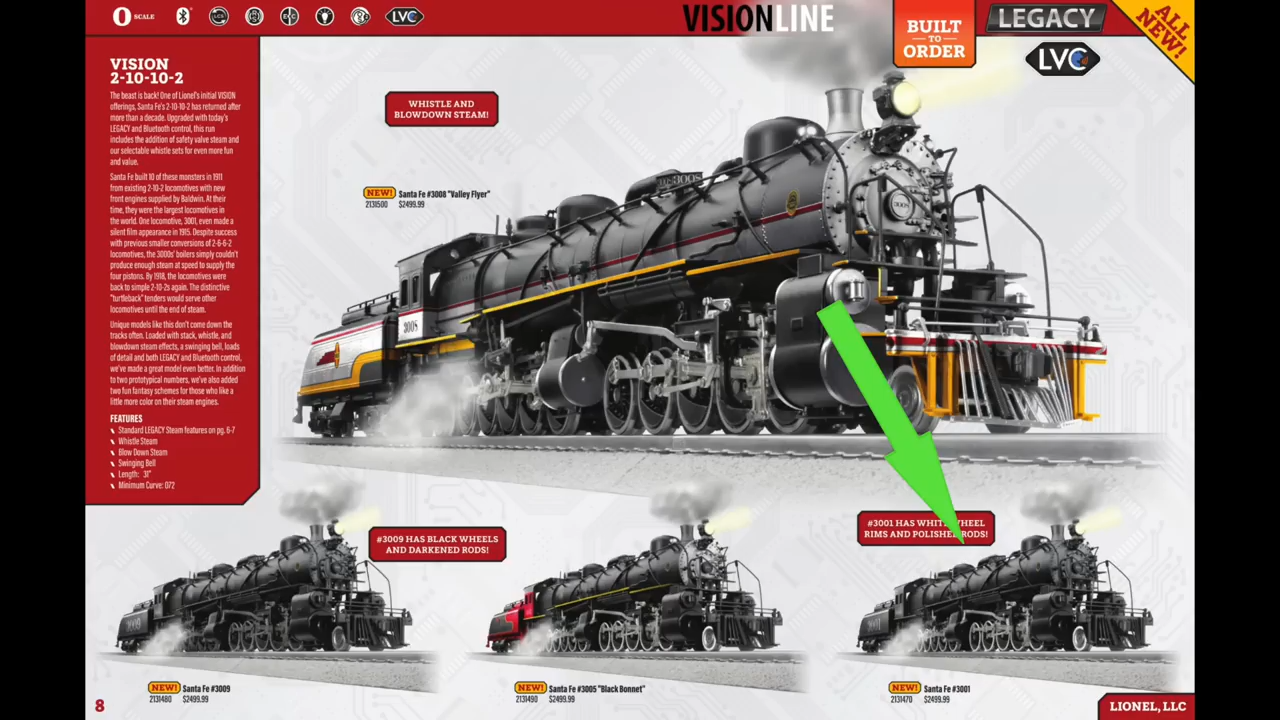 O SCALE
LCS
LVC
VISIONLINE
BUILT
TO
ORDER
LEGACY
ALL
NEW!
LVC
VISION
2-10-10-2
The beast is back! One of Lionel's initial VISION
offerings, Santa Fe's 2-10-10-2 has returned after
more than a decade. Upgraded with today's
LEGACY and Bluetooth control, this run
includes the addition of safety valve steam and
our selectable whistle sets for even more fun
and value.
Santa Fe built 10 of these monsters in 1911
from existing 2-10-2 locomotives with new
front engines supplied by Baldwin. At their
time, they were the largest locomotives in
the world. One locomotive, 3001, even made a
silent film appearance in 1915. Despite success
with previous smaller conversions of 2-6-6-2
locomotives, the 3000s' boilers simply couldn't
produce enough steam at speed to supply the
four pistons. By 1918, the locomotives were
back to simple 2-10-2s again. The distinctive
"turtleback" tenders would serve other
locomotives until the end of steam.
Unique models like this don't come down the
tracks often. Loaded with stack, whistle, and
blowdown steam effects, a swinging bell, loads
of detail and both LEGACY and Bluetooth control,
we've made a great model even better. In addition
to two prototypical numbers, we've also added
two fun fantasy schemes for those who like a
little more color on their steam engines.
FEATURES
Standard LEGACY Steam features on pg. 6-7
Whistle Steam
Blow Down Steam
Swinging Bell
Length: 31"
Minimum Curve: O72
WHISTLE AND
BLOWDOWN STEAM!
NEW! Santa Fe #3008 "Valley Flyer"
2131500 $2499.99
3008
3008
3008
#3009 HAS BLACK WHEELS
AND DARKENED RODS!
#3001 HAS WHITE WHEEL
RIMS AND POLISHED RODS!
3009
3001
NEW! Santa Fe #3009
2131480 $2499.99
NEW! Santa Fe #3005 "Black Bonnet"
2131490 $2499.99
NEW! Santa Fe #3001
2131470 $2499.99
8
LIONEL, LLC